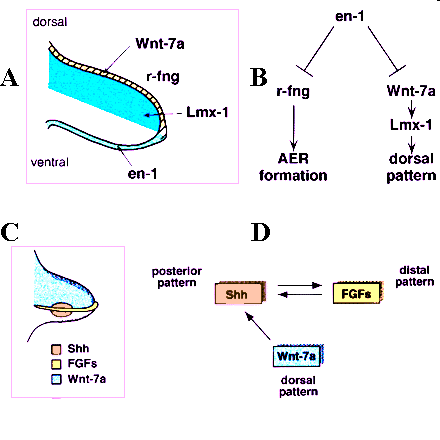 A
dorsal
Wnt-7a
r-fng
Lmx-1
ventral
en-1
B
en-1
r-fng
Wnt-7a
Lmx-1
AER
formation
dorsal
pattern
C
Shh
FGFs
Wnt-7a
D
posterior
pattern
distal
pattern
Shh
FGFs
Wnt-7a
dorsal
pattern